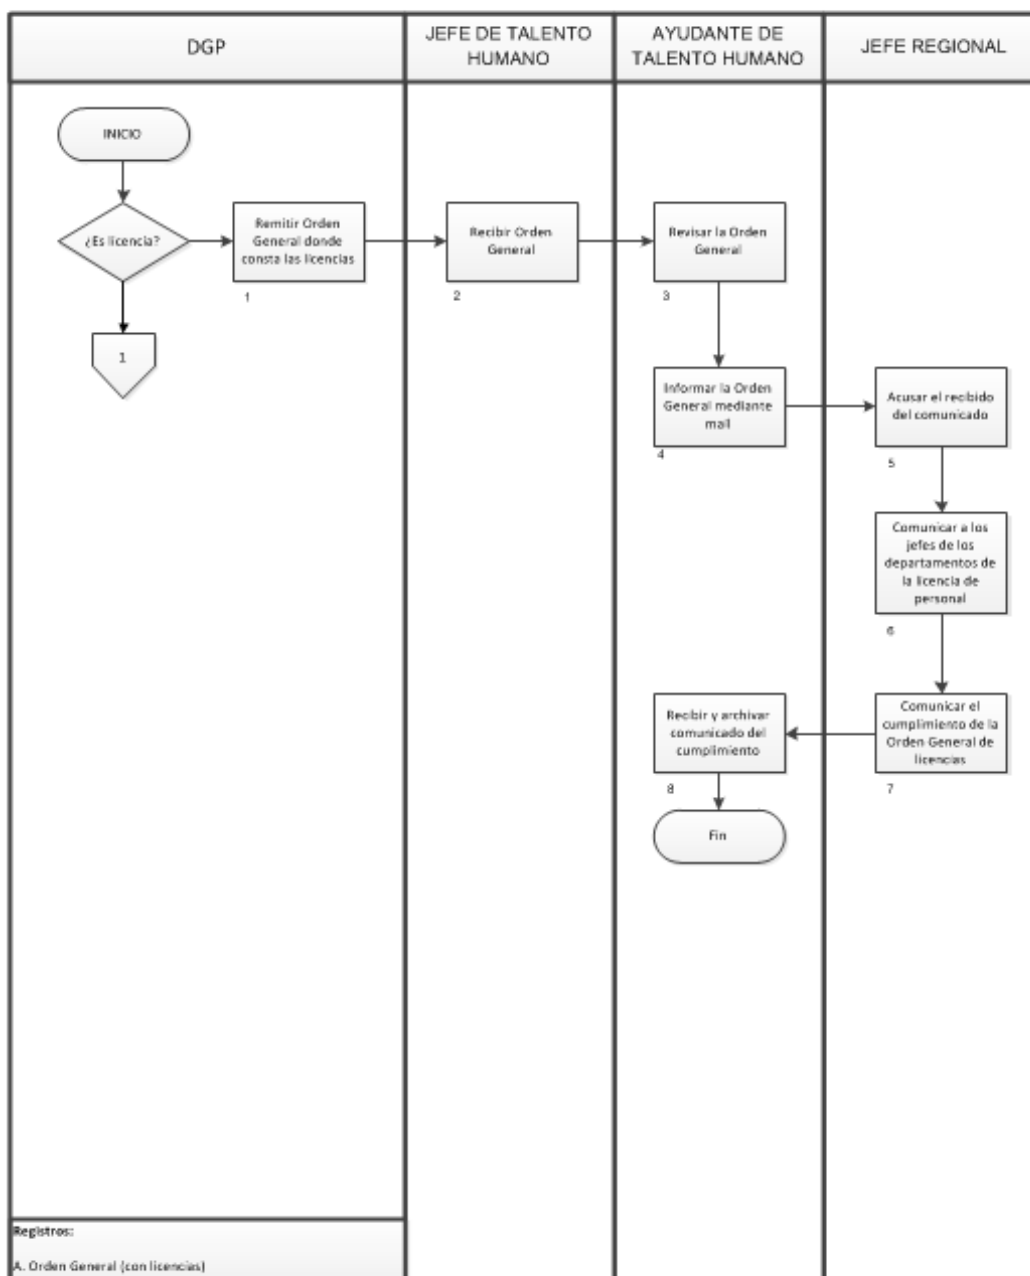 DGP
JEFE DE TALENTO
HUMANO
AYUDANTE DE
TALENTO HUMANO
JEFE REGIONAL
INICIO
¿Es licencia?
Remitir Orden
General donde
consta las licencias
1
Recibir Orden
General
2
Revisar la Orden
General
3
1
Informar la Orden
General mediante
mail
4
Acusar el recibido
del comunicado
5
Comunicar a los
jefes de los
departamentos de
la licencia de
personal
6
Comunicar el
cumplimiento de la
Orden General de
licencias
7
Recibir y archivar
comunicado del
cumplimiento
8
Fin
Registros:
A. Orden General (con licencias)